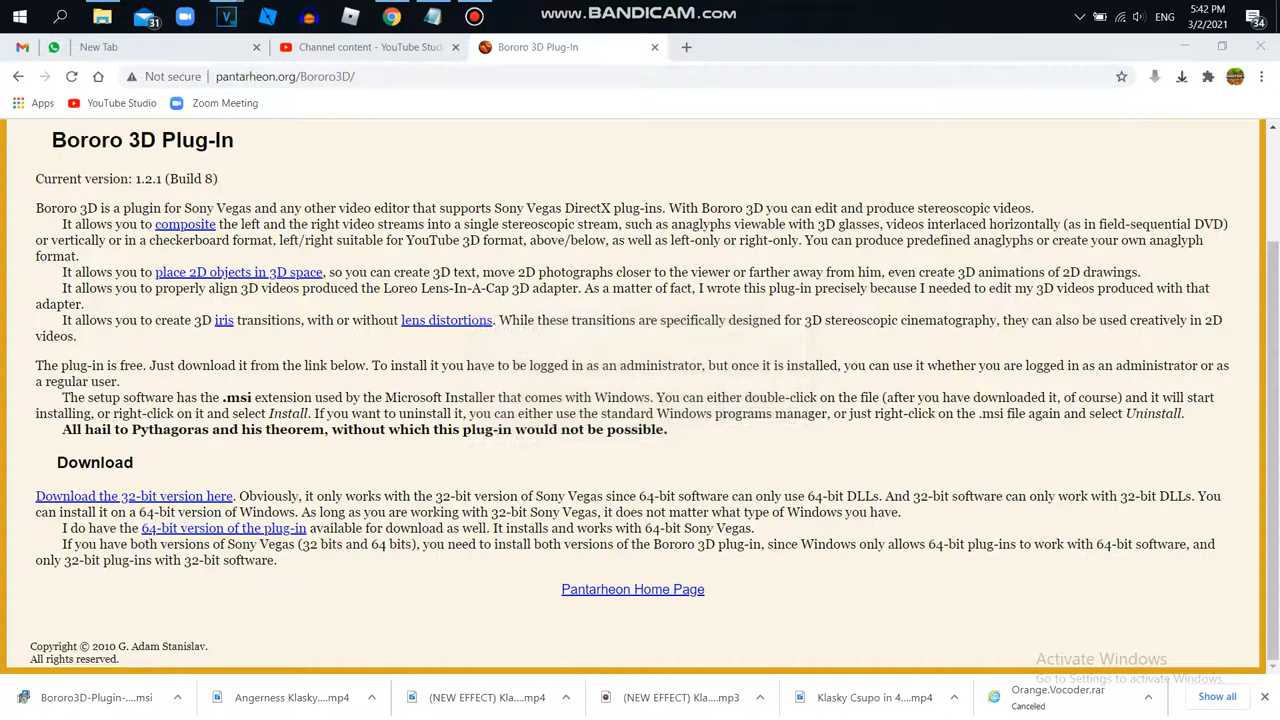 www.BANDICAM.com
31
ENG
5:42 PM
3/2/2021
34
New Tab
Channel content - YouTube Stud
Bororo 3D Plug-In
Not secure
pantarheon.org/Bororo3D/
Apps
YouTube Studio
Zoom Meeting
Bororo 3D Plug-In
Current version: 1.2.1 (Build 8)
Bororo 3D is a plugin for Sony Vegas and any other video editor that supports Sony Vegas DirectX plug-ins. With Bororo 3D you can edit and produce stereoscopic videos.
It allows you to composite the left and the right video streams into a single stereoscopic stream, such as anaglyphs viewable with 3D glasses, videos interlaced horizontally (as in field-sequential DVD)
or vertically or in a checkerboard format, left/right suitable for YouTube 3D format, above/below, as well as left-only or right-only. You can produce predefined anaglyphs or create your own anaglyph
format.
It allows you to place 2D objects in 3D space, so you can create 3D text, move 2D photographs closer to the viewer or farther away from him, even create 3D animations of 2D drawings.
It allows you to properly align 3D videos produced the Loreo Lens-In-A-Cap 3D adapter. As a matter of fact, I wrote this plug-in precisely because I needed to edit my 3D videos produced with that
adapter.
It allows you to create 3D iris transitions, with or without lens distortions. While these transitions are specifically designed for 3D stereoscopic cinematography, they can also be used creatively in 2D
videos.
The plug-in is free. Just download it from the link below. To install it you have to be logged in as an administrator, but once it is installed, you can use it whether you are logged in as an administrator or as
a regular user.
The setup software has the .msi extension used by the Microsoft Installer that comes with Windows. You can either double-click on the file (after you have downloaded it, of course) and it will start
installing, or right-click on it and select Install. If you want to uninstall it, you can either use the standard Windows programs manager, or just right-click on the .msi file again and select Uninstall.
All hail to Pythagoras and his theorem, without which this plug-in would not be possible.
Download
Download the 32-bit version here. Obviously, it only works with the 32-bit version of Sony Vegas since 64-bit software can only use 64-bit DLLs. And 32-bit software can only work with 32-bit DLLs. You
can install it on a 64-bit version of Windows. As long as you are working with 32-bit Sony Vegas, it does not matter what type of Windows you have.
I do have the 64-bit version of the plug-in available for download as well. It installs and works with 64-bit Sony Vegas.
If you have both versions of Sony Vegas (32 bits and 64 bits), you need to install both versions of the Bororo 3D plug-in, since Windows only allows 64-bit plug-ins to work with 64-bit software, and
only 32-bit plug-ins with 32-bit software.
Pantarheon Home Page
Copyright © 2010 G. Adam Stanislav.
All rights reserved.
Activate Windows
Go to Settings to activate Windows.
Bororo3D-Plugin-....msi
Angerness Klasky....mp4
(NEW EFFECT) Kla....mp4
(NEW EFFECT) Kla....mp3
Klasky Csupo in 4....mp4
Orange.Vocoder.rar
Canceled
Show all